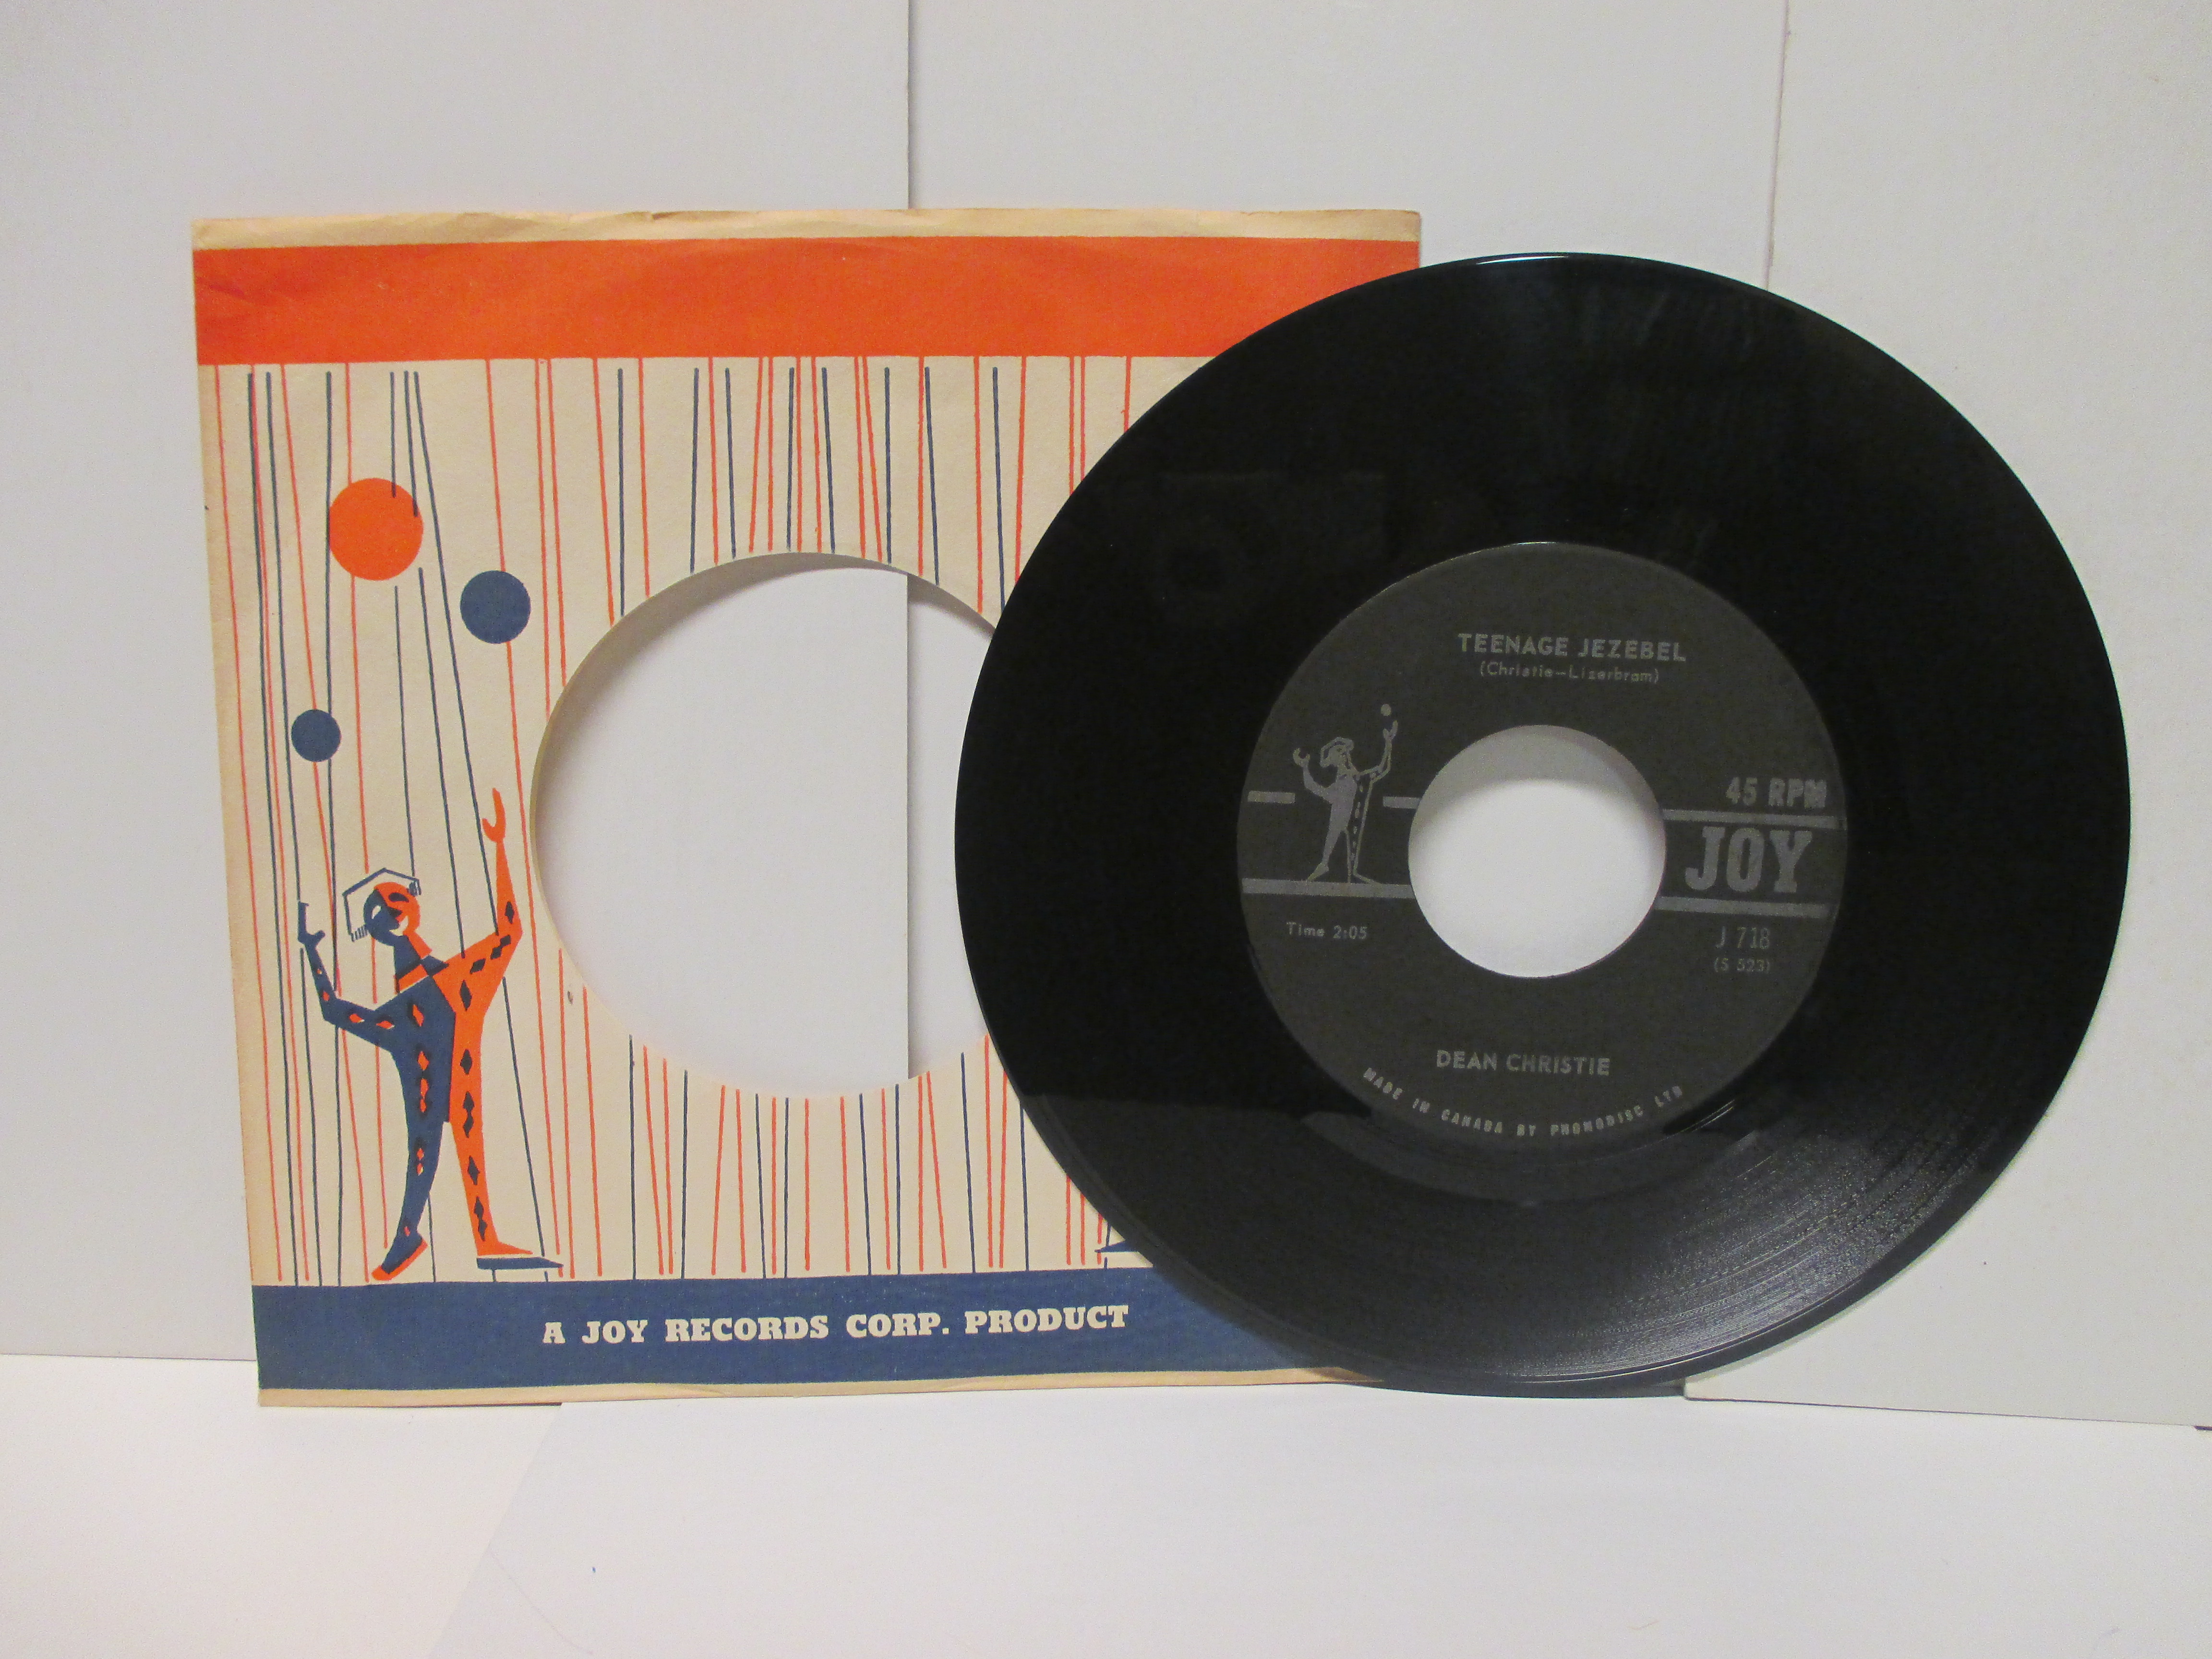 A JOY RECORDS CORP. PRODUCT
TEENAGE JEZEBEL
(Christie-Lizerbram)
45 RPM
JOY
Time 2:05
J 718
(S 523)
DEAN CHRISTIE
MADE IN CANADA BY PHONODISC LTD